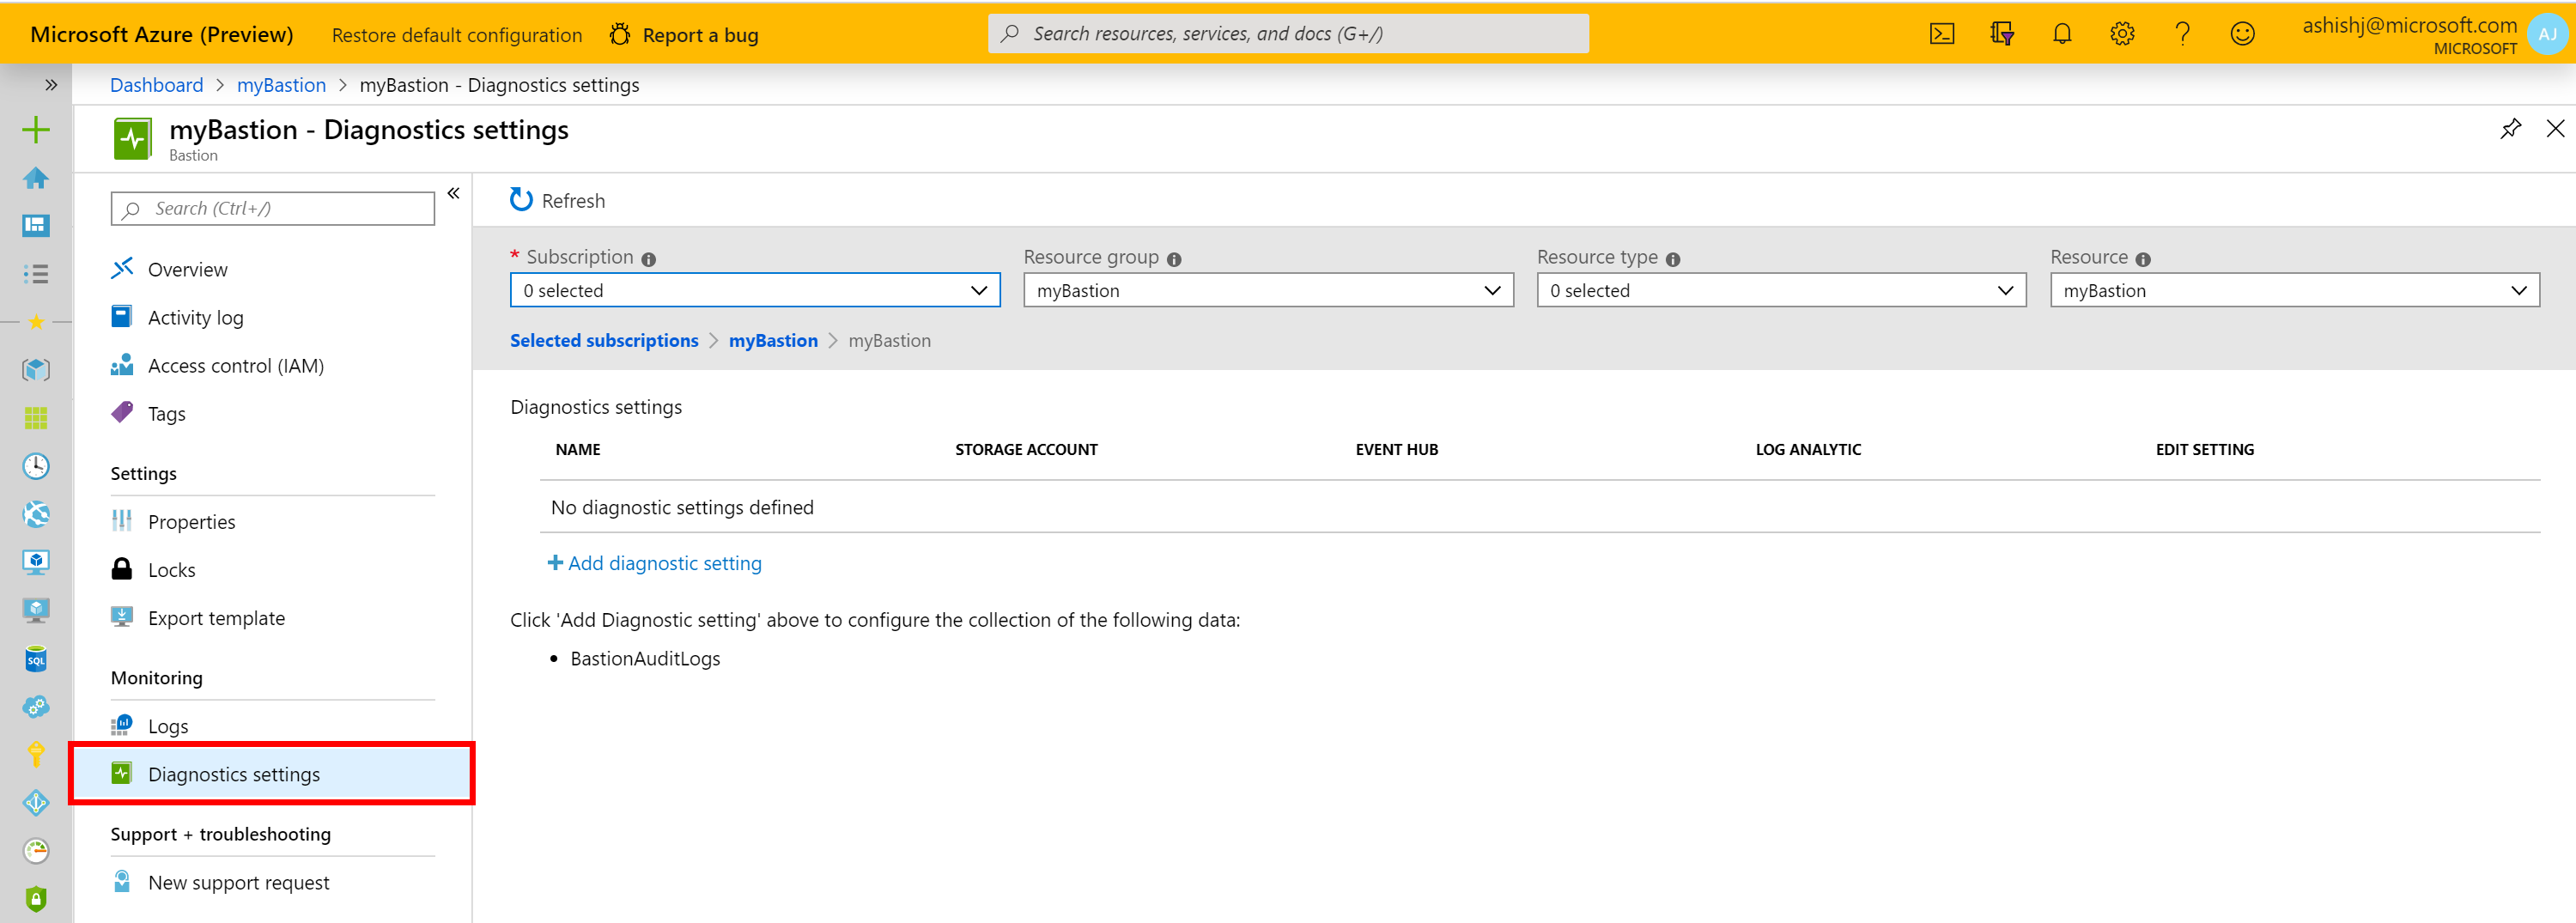 Microsoft Azure (Preview)
Restore default configuration
Report a bug
Search resources, services, and docs (G+/)
ashishj@microsoft.com
MICROSOFT
AJ
Dashboard > myBastion > myBastion - Diagnostics settings
myBastion - Diagnostics settings
Bastion
Search (Ctrl+/)
Overview
Activity log
Access control (IAM)
Tags
Settings
Properties
Locks
Export template
Monitoring
Logs
Diagnostics settings
Support + troubleshooting
New support request
SQL
Refresh
* Subscription
0 selected
Resource group
myBastion
Resource type
0 selected
Resource
myBastion
Selected subscriptions > myBastion > myBastion
Diagnostics settings
NAME STORAGE ACCOUNT EVENT HUB LOG ANALYTIC EDIT SETTING
No diagnostic settings defined
+ Add diagnostic setting
Click 'Add Diagnostic setting' above to configure the collection of the following data:
• BastionAuditLogs